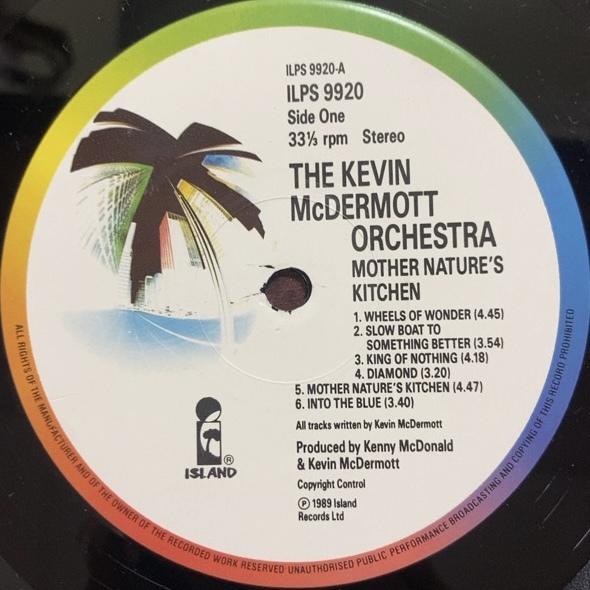 ILPS 9920-A
ILPS 9920
Side One
33⅓ rpm Stereo
THE KEVIN
McDERMOTT
ORCHESTRA
MOTHER NATURE'S
KITCHEN
1. WHEELS OF WONDER (4.45)
2. SLOW BOAT TO
SOMETHING BETTER (3.54)
3. KING OF NOTHING (4.18)
4. DIAMOND (3.20)
5. MOTHER NATURE'S KITCHEN (4.47)
6. INTO THE BLUE (3.40)
All tracks written by Kevin McDermott
Produced by Kenny McDonald
& Kevin McDermott
Copyright Control
Ⓟ 1989 Island
Records Ltd
ISLAND ®
ALL RIGHTS OF THE MANUFACTURER AND OF THE OWNER OF THE RECORDED WORK RESERVED UNAUTHORISED PUBLIC PERFORMANCE BROADCASTING AND COPYING OF THIS RECORD PROHIBITED